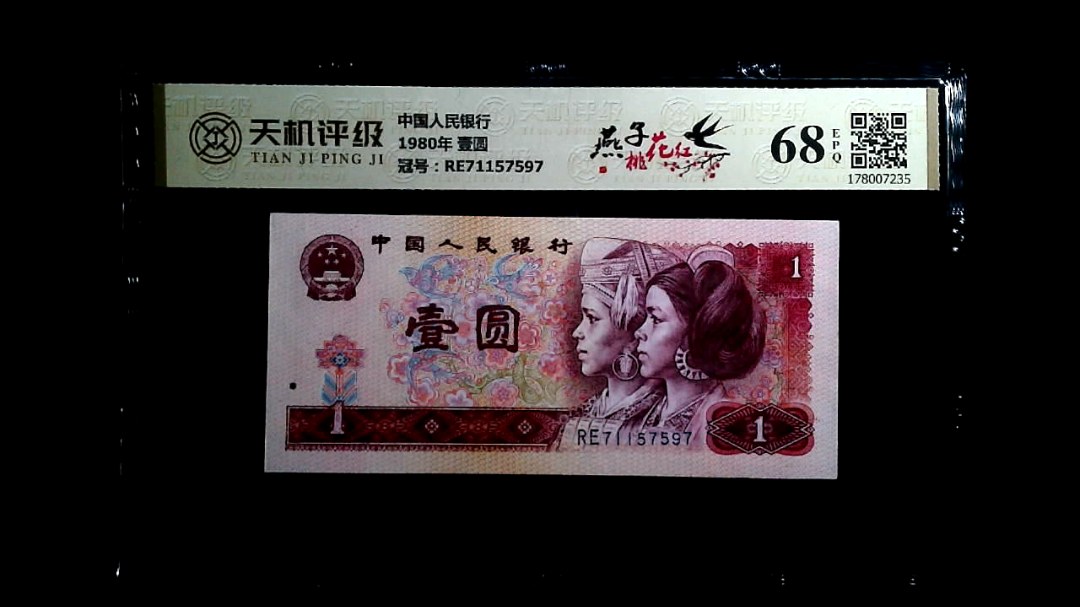 天机评级
TIAN JI PING JI
中国人民银行
1980年 壹圆
冠号：RE71157597
燕子
桃花红
68
EPQ
178007235
中国人民银行
1
壹圆
1
RE71157597
1